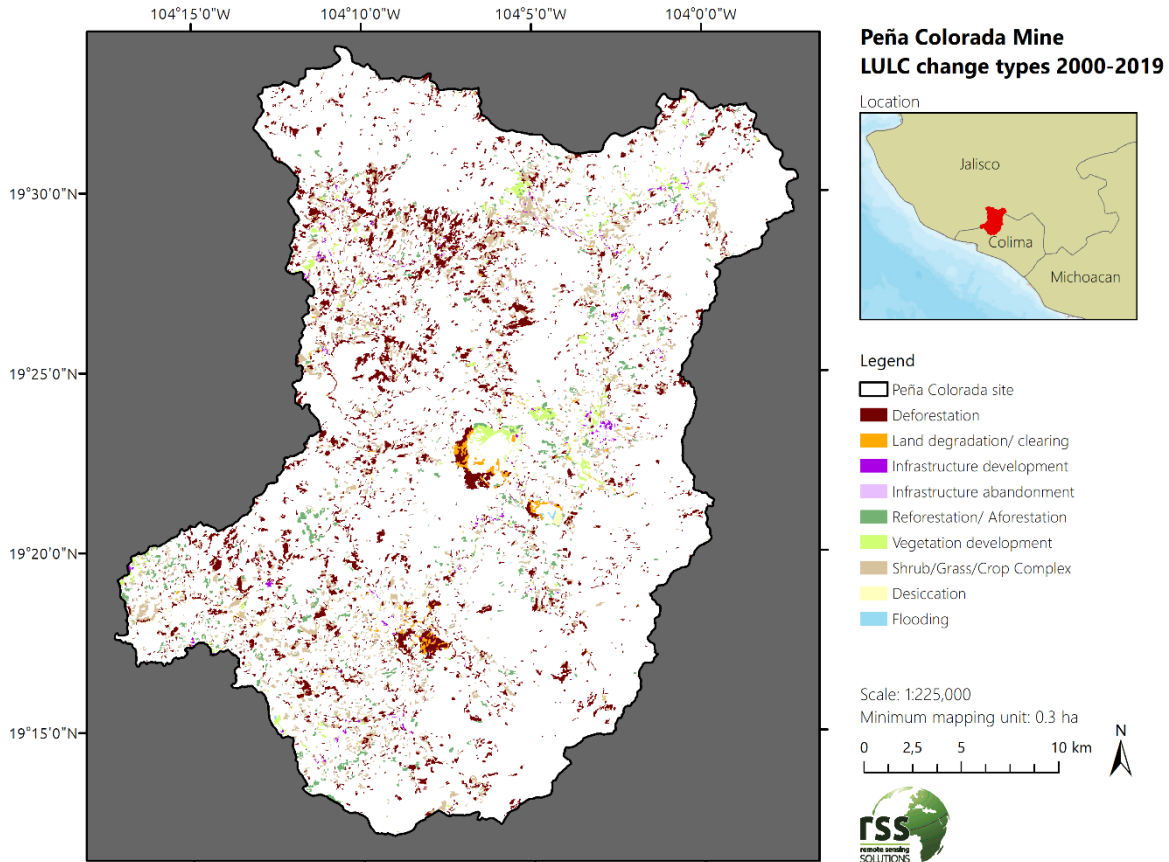 104°15'0"W 104°10'0"W 104°5'0"W 104°0'0"W
19°30'0"N
19°25'0"N
19°20'0"N
19°15'0"N
Peña Colorada Mine
LULC change types 2000-2019
Location
Jalisco
Colima
Michoacan
Legend
Peña Colorada site
Deforestation
Land degradation/ clearing
Infrastructure development
Infrastructure abandonment
Reforestation/ Aforestation
Vegetation development
Shrub/Grass/Crop Complex
Desiccation
Flooding
Scale: 1:225,000
Minimum mapping unit: 0.3 ha
N
0 2,5 5 10 km
rss
remote sensing
SOLUTIONS